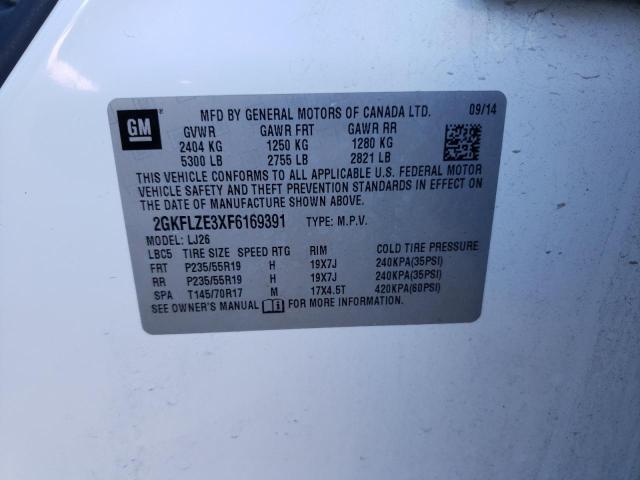 MFD BY GENERAL MOTORS OF CANADA LTD. 09/14
GM
GVWR GAWR FRT GAWR RR
2404 KG 1250 KG 1280 KG
5300 LB 2755 LB 2821 LB
THIS VEHICLE CONFORMS TO ALL APPLICABLE U.S. FEDERAL MOTOR
VEHICLE SAFETY AND THEFT PREVENTION STANDARDS IN EFFECT ON
THE DATE OF MANUFACTURE SHOWN ABOVE.
2GKFLZE3XF6169391 TYPE: M.P.V.
MODEL: LJ26
LBC5 TIRE SIZE SPEED RTG RIM COLD TIRE PRESSURE
FRT P235/55R19 H 19X7J 240KPA(35PSI)
RR P235/55R19 H 19X7J 240KPA(35PSI)
SPA T145/70R17 M 17X4.5T 420KPA(60PSI)
SEE OWNER'S MANUAL FOR MORE INFORMATION.